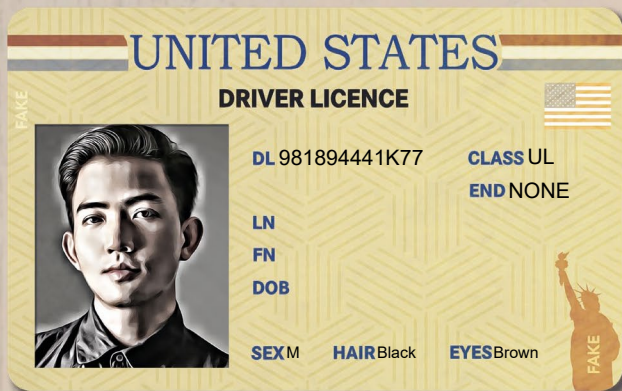 UNITED STATES
DRIVER LICENCE
FAKE
DL 981894441K77 CLASS UL
END NONE
LN
FN
DOB
SEX M HAIR Black EYES Brown
FAKE